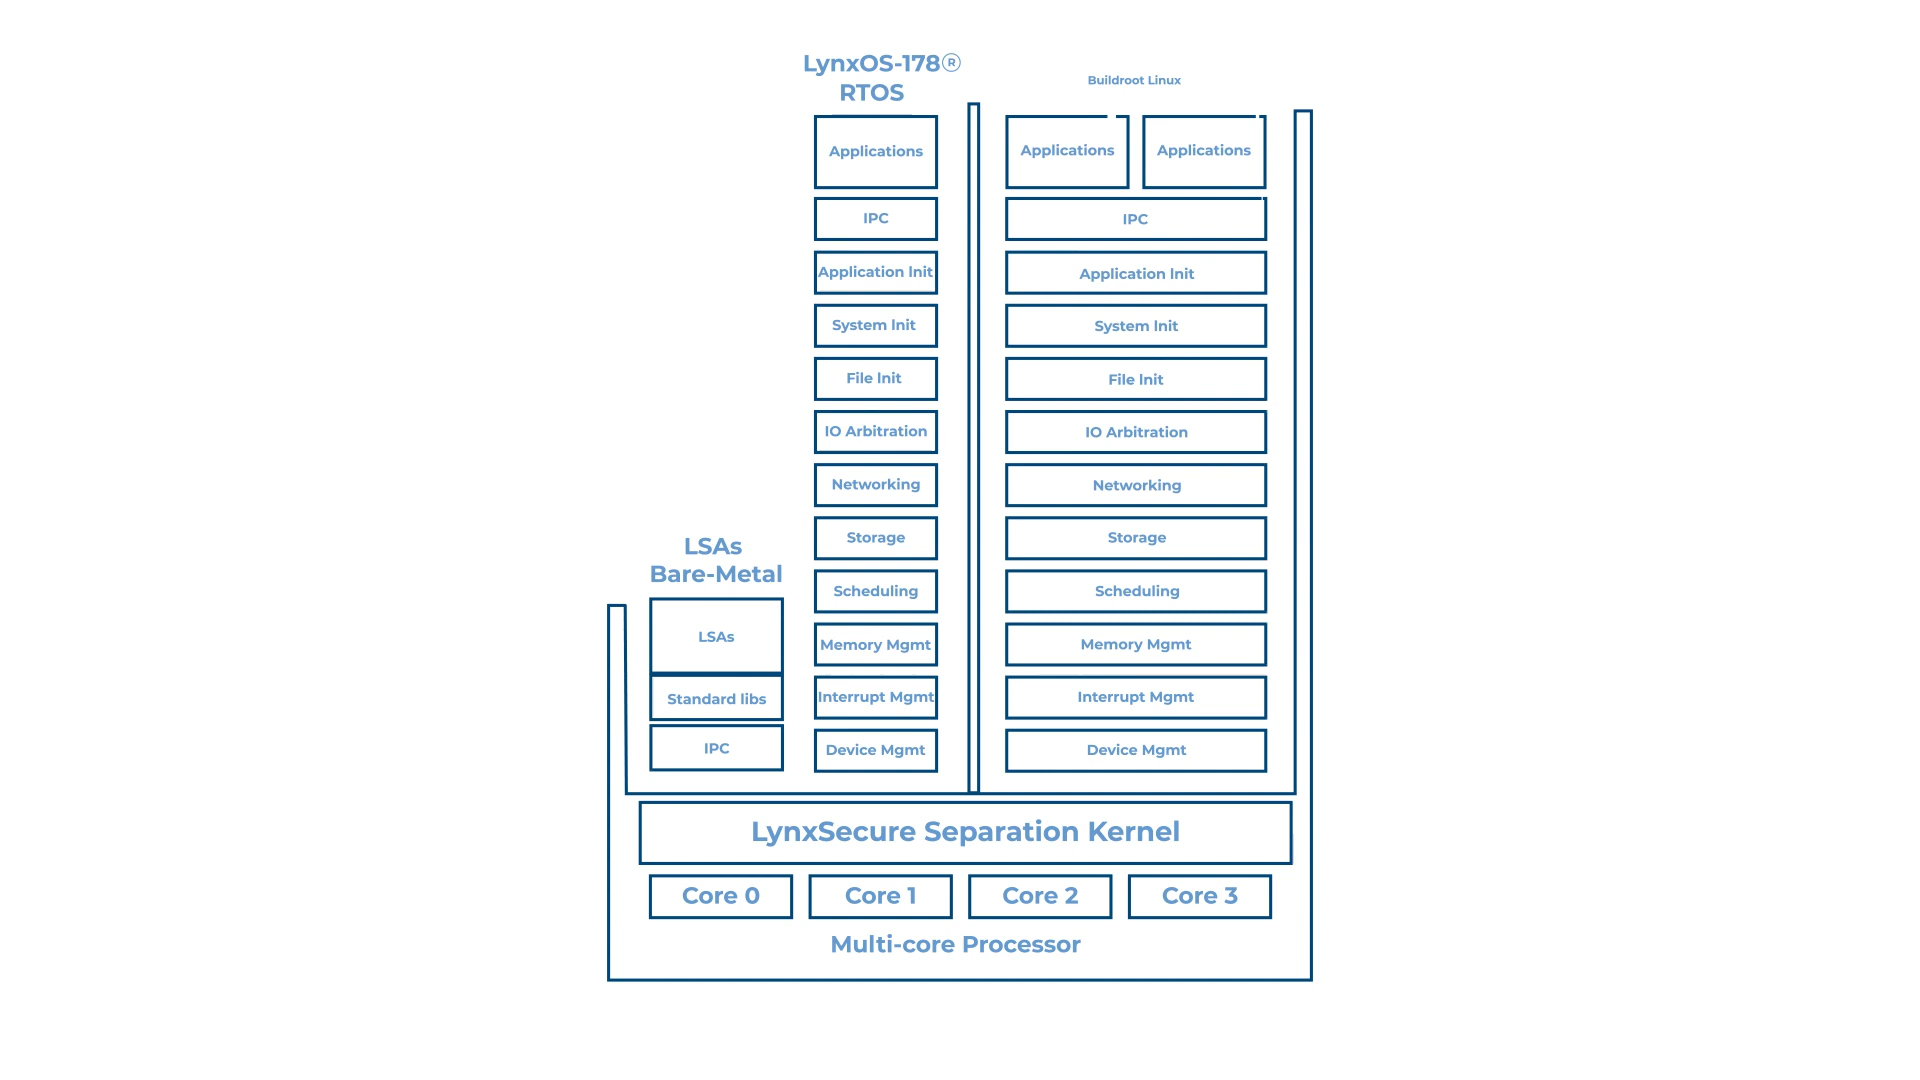 LynxOS-178®
RTOS
Applications
IPC
Application Init
System Init
File Init
IO Arbitration
Networking
Storage
Scheduling
Memory Mgmt
Interrupt Mgmt
Device Mgmt
Buildroot Linux
Applications
Applications
IPC
Application Init
System Init
File Init
IO Arbitration
Networking
Storage
Scheduling
Memory Mgmt
Interrupt Mgmt
Device Mgmt
LSAs
Bare-Metal
LSAs
Standard libs
IPC
LynxSecure Separation Kernel
Core 0
Core 1
Core 2
Core 3
Multi-core Processor